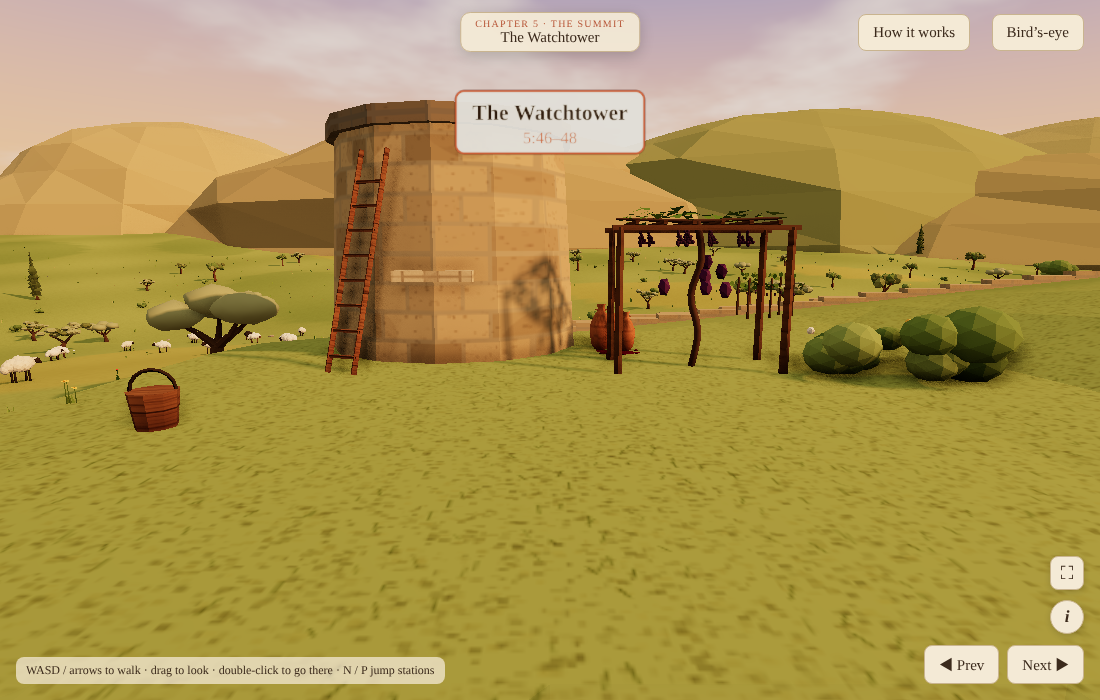 CHAPTER 5 · THE SUMMIT
The Watchtower
How it works
Bird's-eye
The Watchtower
5:46–48
i
WASD / arrows to walk · drag to look · double-click to go there · N / P jump stations
◀ Prev
Next ▶